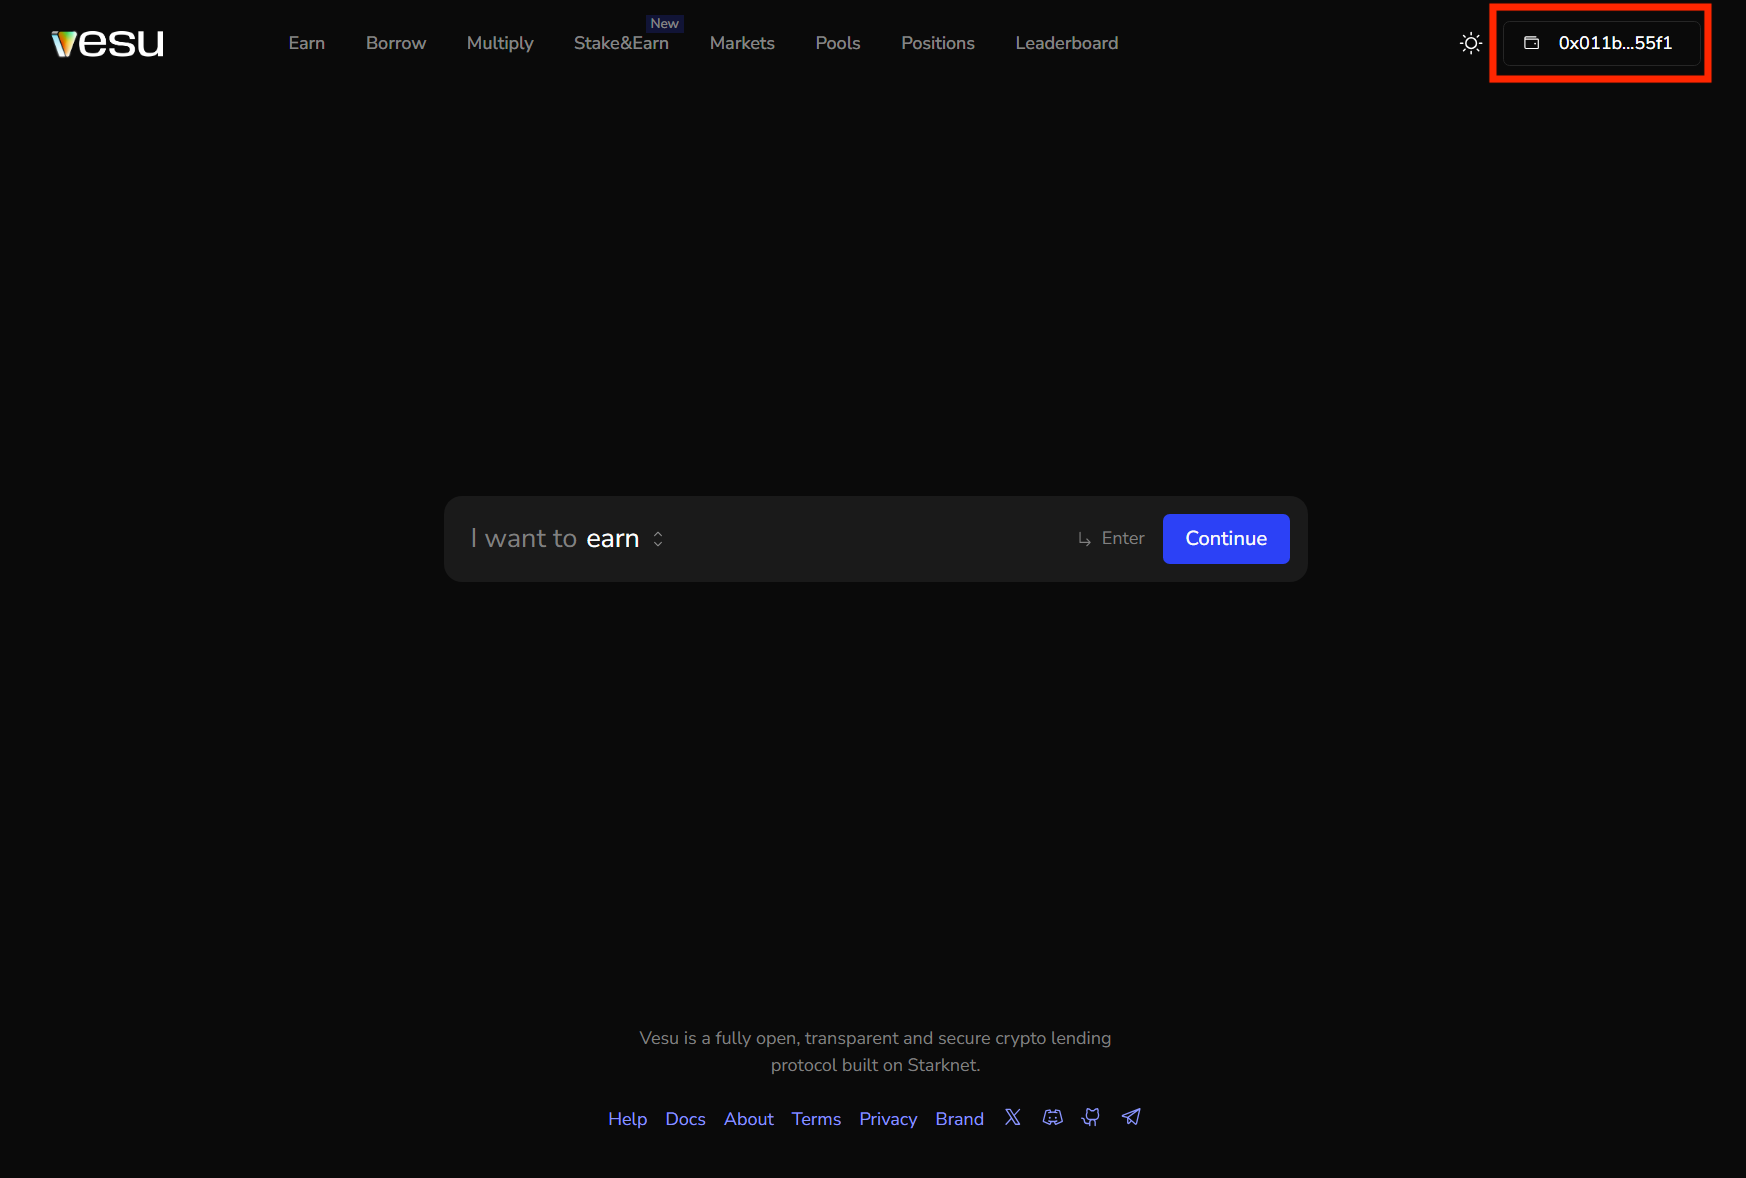 vesu
Earn Borrow Multiply Stake&Earn New Markets Pools Positions Leaderboard 0x011b...55f1
I want to earn Enter Continue
Vesu is a fully open, transparent and secure crypto lending
protocol built on Starknet.
Help Docs About Terms Privacy Brand